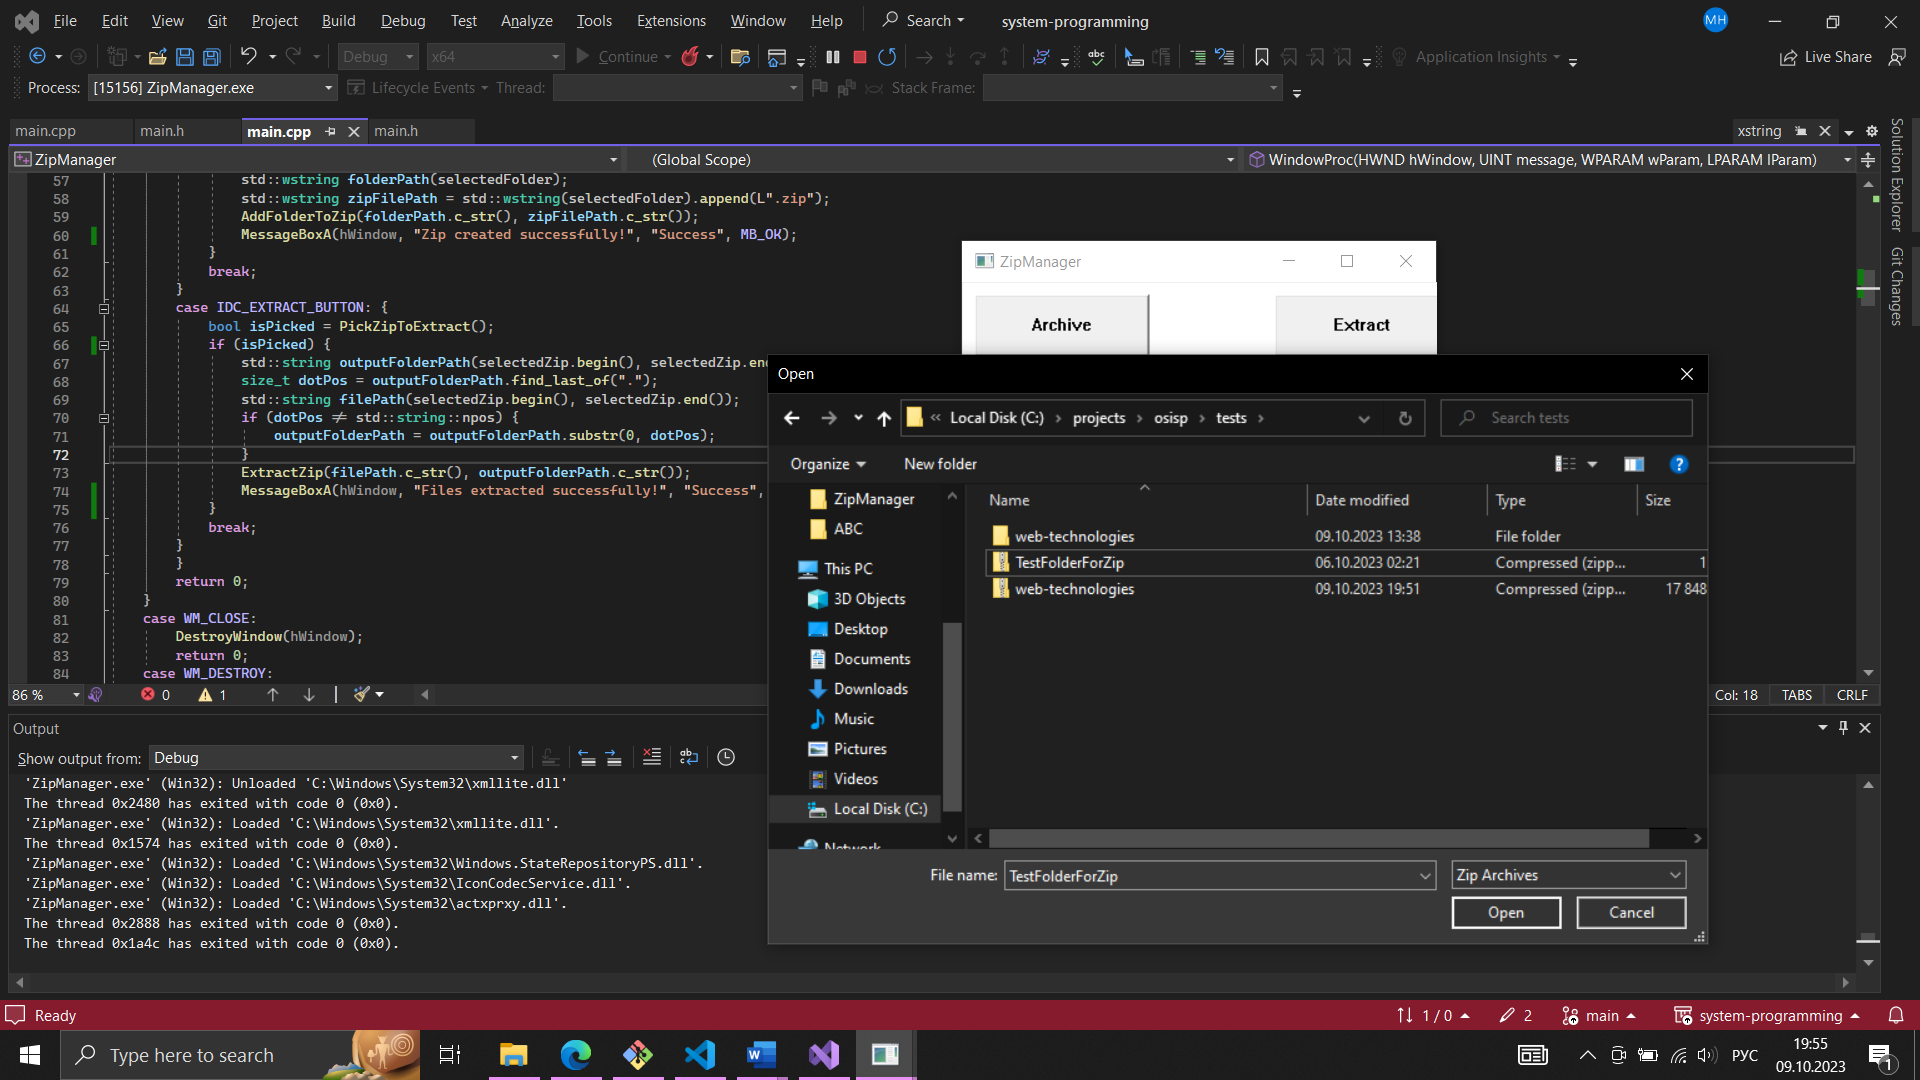 File Edit View Git Project Build Debug Test Analyze Tools Extensions Window Help Search system-programming MH
Debug x64 Continue Application Insights Live Share
Process: [15156] ZipManager.exe Lifecycle Events Thread: Stack Frame:
main.cpp main.h main.cpp main.h xstring
ZipManager (Global Scope) WindowProc(HWND hWindow, UINT message, WPARAM wParam, LPARAM lParam)
57 std::wstring folderPath(selectedFolder);
58 std::wstring zipFilePath = std::wstring(selectedFolder).append(L".zip");
59 AddFolderToZip(folderPath.c_str(), zipFilePath.c_str());
60 MessageBoxA(hWindow, "Zip created successfully!", "Success", MB_OK);
61 }
62 break;
63 }
64 case IDC_EXTRACT_BUTTON: {
65 bool isPicked = PickZipToExtract();
66 if (isPicked) {
67 std::string outputFolderPath(selectedZip.begin(), selectedZip.en
68 size_t dotPos = outputFolderPath.find_last_of(".");
69 std::string filePath(selectedZip.begin(), selectedZip.end());
70 if (dotPos != std::string::npos) {
71 outputFolderPath = outputFolderPath.substr(0, dotPos);
72 }
73 ExtractZip(filePath.c_str(), outputFolderPath.c_str());
74 MessageBoxA(hWindow, "Files extracted successfully!", "Success",
75 }
76 break;
77 }
78 }
79 return 0;
80 }
81 case WM_CLOSE:
82 DestroyWindow(hWindow);
83 return 0;
84 case WM_DESTROY:
86 % 0 1 Col: 18 TABS CRLF
Solution Explorer
Git Changes
ZipManager
Archive Extract
Open
« Local Disk (C:) projects osisp tests Search tests
Organize New folder
Name Date modified Type Size
web-technologies 09.10.2023 13:38 File folder
TestFolderForZip 06.10.2023 02:21 Compressed (zipp... 1
web-technologies 09.10.2023 19:51 Compressed (zipp... 17 848
ZipManager
ABC
This PC
3D Objects
Desktop
Documents
Downloads
Music
Pictures
Videos
Local Disk (C:)
Network
File name: TestFolderForZip Zip Archives
Open Cancel
Output
Show output from: Debug
'ZipManager.exe' (Win32): Unloaded 'C:\Windows\System32\xmllite.dll'
The thread 0x2480 has exited with code 0 (0x0).
'ZipManager.exe' (Win32): Loaded 'C:\Windows\System32\xmllite.dll'.
The thread 0x1574 has exited with code 0 (0x0).
'ZipManager.exe' (Win32): Loaded 'C:\Windows\System32\Windows.StateRepositoryPS.dll'.
'ZipManager.exe' (Win32): Loaded 'C:\Windows\System32\IconCodecService.dll'.
'ZipManager.exe' (Win32): Loaded 'C:\Windows\System32\actxprxy.dll'.
The thread 0x2888 has exited with code 0 (0x0).
The thread 0x1a4c has exited with code 0 (0x0).
Ready 1 / 0 2 main system-programming
Type here to search РУС 19:55
09.10.2023 1